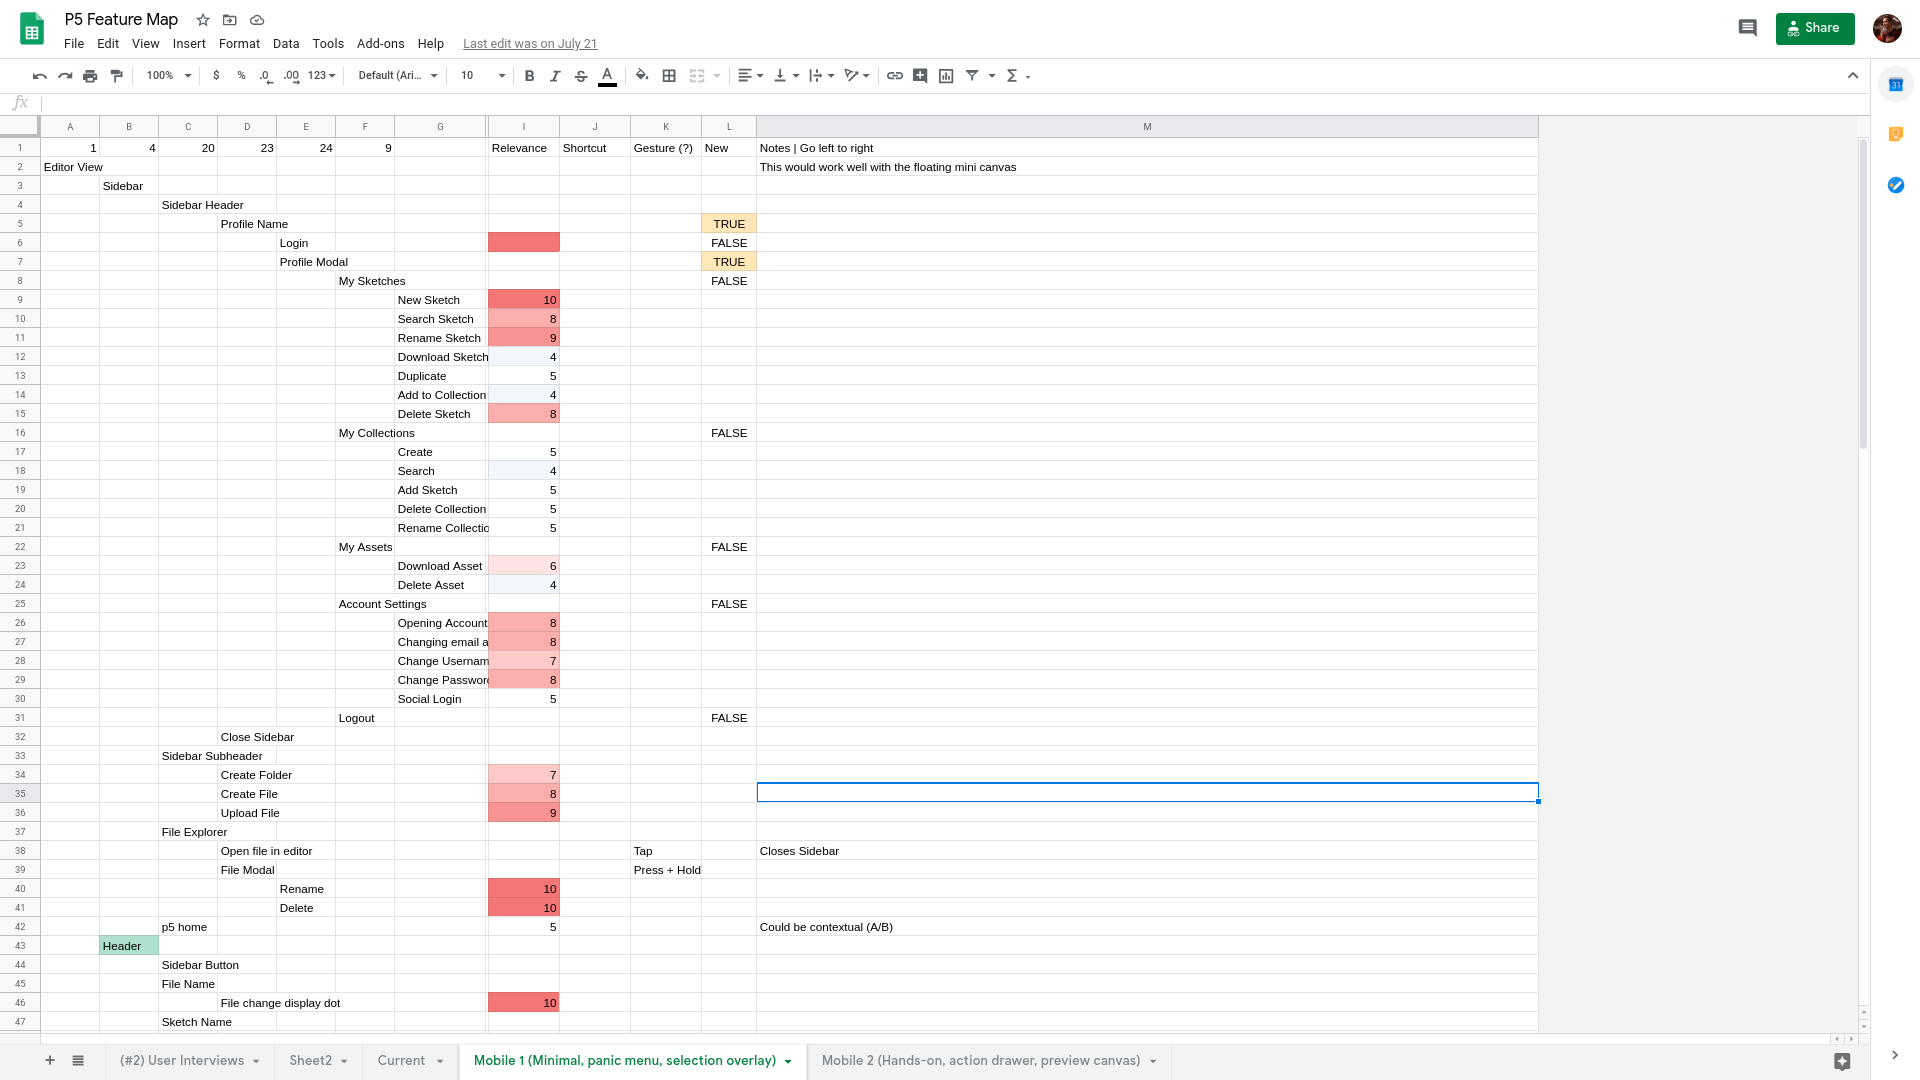 P5 Feature Map
File Edit View Insert Format Data Tools Add-ons Help Last edit was on July 21
Share
100% $ % .0 .00 123 Default (Ari... 10 B I S A
fx
A B C D E F G I J K L M
1 1 4 20 23 24 9 Relevance Shortcut Gesture (?) New Notes | Go left to right
2 Editor View This would work well with the floating mini canvas
3 Sidebar
4 Sidebar Header
5 Profile Name TRUE
6 Login FALSE
7 Profile Modal TRUE
8 My Sketches FALSE
9 New Sketch 10
10 Search Sketch 8
11 Rename Sketch 9
12 Download Sketch 4
13 Duplicate 5
14 Add to Collection 4
15 Delete Sketch 8
16 My Collections FALSE
17 Create 5
18 Search 4
19 Add Sketch 5
20 Delete Collection 5
21 Rename Collectio 5
22 My Assets FALSE
23 Download Asset 6
24 Delete Asset 4
25 Account Settings FALSE
26 Opening Account 8
27 Changing email a 8
28 Change Usernam 7
29 Change Password 8
30 Social Login 5
31 Logout FALSE
32 Close Sidebar
33 Sidebar Subheader
34 Create Folder 7
35 Create File 8
36 Upload File 9
37 File Explorer
38 Open file in editor Tap Closes Sidebar
39 File Modal Press + Hold
40 Rename 10
41 Delete 10
42 p5 home 5 Could be contextual (A/B)
43 Header
44 Sidebar Button
45 File Name
46 File change display dot 10
47 Sketch Name
(#2) User Interviews Sheet2 Current Mobile 1 (Minimal, panic menu, selection overlay) Mobile 2 (Hands-on, action drawer, preview canvas)